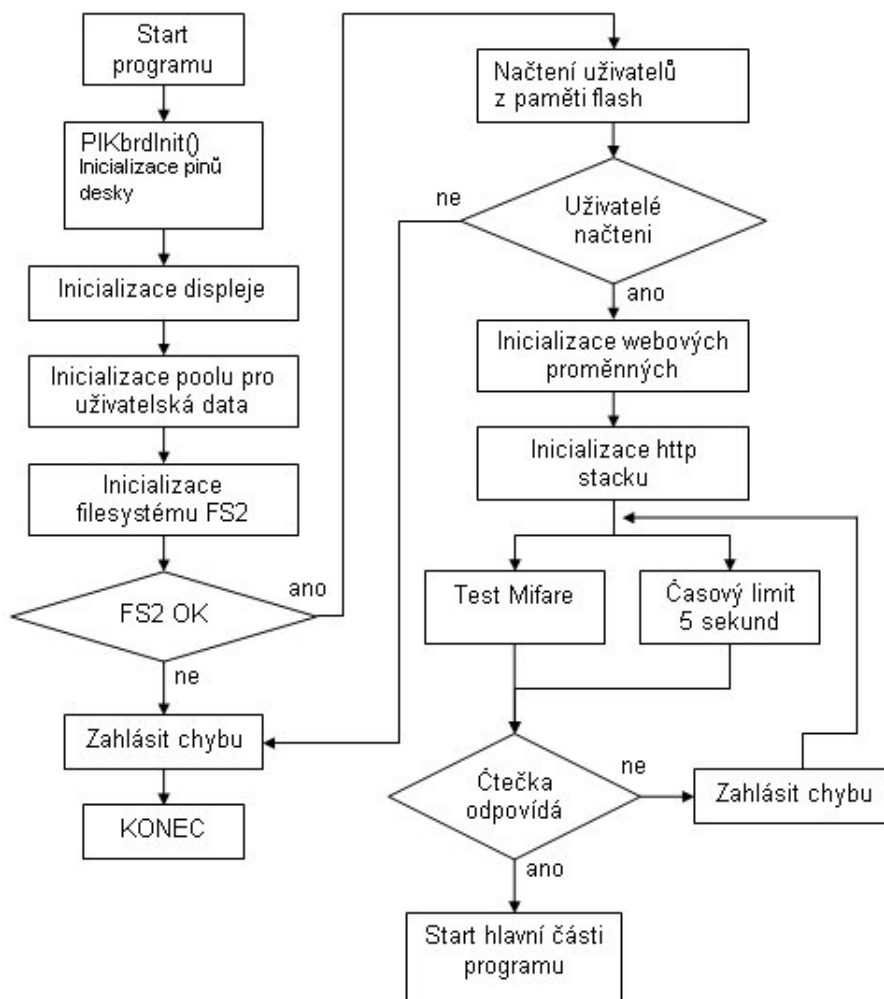 Start
programu
PIKbrdInit()
Inicializace pinů
desky
Inicializace displeje
Inicializace poolu pro
uživatelská data
Inicializace
filesystému FS2
FS2 OK
ano
ne
Zahlásit chybu
KONEC
Načtení uživatelů
z paměti flash
Uživatelé
načteni
ne
ano
Inicializace webových
proměnných
Inicializace http
stacku
Test Mifare
Časový limit
5 sekund
Čtečka
odpovídá
ne
Zahlásit chybu
ano
Start hlavní části
programu